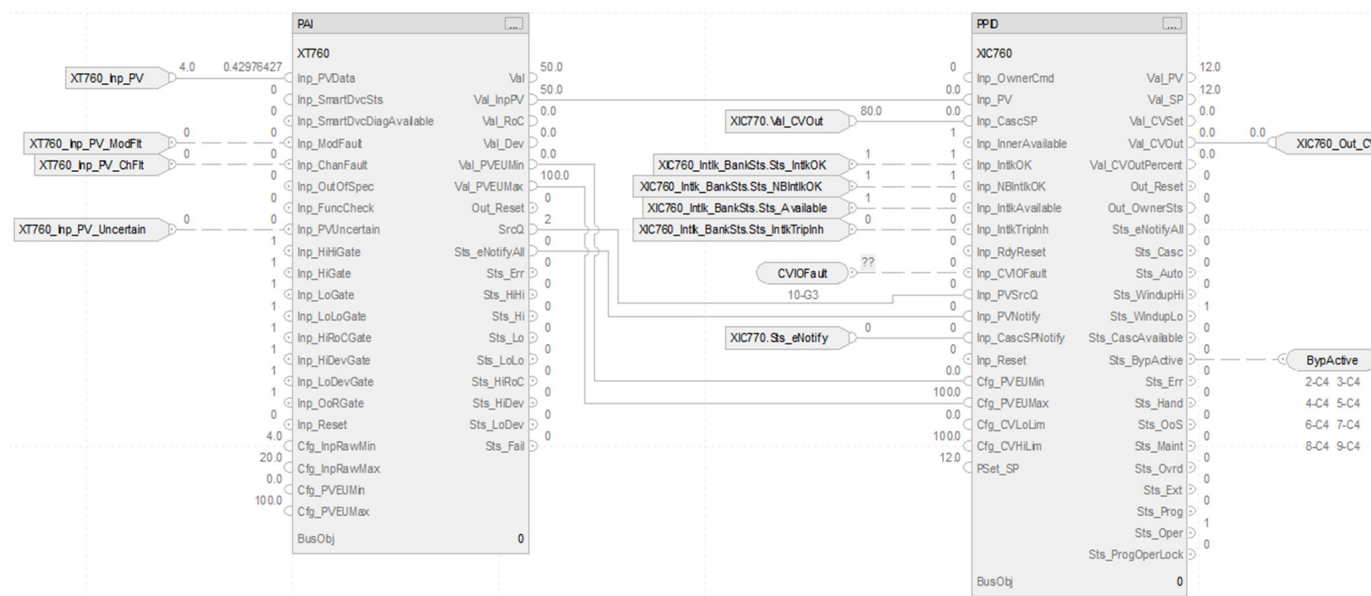 PAI ...
XT760
XT760_Inp_PV 4.0 0.42976427 Inp_PVData Val 50.0
0 Inp_SmartDvcSts Val_InpPV 50.0
0 Inp_SmartDvcDiagAvailable Val_RoC 0.0
XT760_Inp_PV_ModFlt 0 0 Inp_ModFault Val_Dev 0.0
XT760_Inp_PV_ChFlt 0 0 Inp_ChanFault Val_PVEUMin 0.0
0 Inp_OutOfSpec Val_PVEUMax 100.0
0 Inp_FuncCheck Out_Reset 0
XT760_Inp_PV_Uncertain 0 0 Inp_PVUncertain SrcQ 2
1 Inp_HiHiGate Sts_eNotifyAll 0
1 Inp_HiGate Sts_Err 0
1 Inp_LoGate Sts_HiHi 0
1 Inp_LoLoGate Sts_Hi 0
1 Inp_HiRoCGate Sts_Lo 0
1 Inp_HiDevGate Sts_LoLo 0
1 Inp_LoDevGate Sts_HiRoC 0
1 Inp_OoRGate Sts_HiDev 0
0 Inp_Reset Sts_LoDev 0
4.0 Cfg_InpRawMin Sts_Fail 0
20.0 Cfg_InpRawMax
0.0 Cfg_PVEUMin
100.0 Cfg_PVEUMax
BusObj 0
PPID ...
XIC760
0 Inp_OwnerCmd Val_PV 12.0
0.0 Inp_PV Val_SP 12.0
XIC770.Val_CVOut 80.0 0.0 Inp_CascSP Val_CVSet 0.0
1 Inp_InnerAvailable Val_CVOut 0.0 0.0 XIC760_Out_CV
XIC760_Intlk_BankSts.Sts_IntlkOK 1 1 Inp_IntlkOK Val_CVOutPercent 0.0
XIC760_Intlk_BankSts.Sts_NBIntlkOK 1 1 Inp_NBIntlkOK Out_Reset 0
XIC760_Intlk_BankSts.Sts_Available 1 0 Inp_IntlkAvailable Out_OwnerSts 0
XIC760_Intlk_BankSts.Sts_IntlkTripInh 0 0 Inp_IntlkTripInh Sts_eNotifyAll 0
0 Inp_RdyReset Sts_Casc 0
CVIOFault ?? 0 Inp_CVIOFault Sts_Auto 0
10-G3
0 Inp_PVSrcQ Sts_WindupHi 0
0 Inp_PVNotify Sts_WindupLo 1
XIC770.Sts_eNotify 0 0 Inp_CascSPNotify Sts_CascAvailable 0
0 Inp_Reset Sts_BypActive 0 BypActive
0.0 Cfg_PVEUMin Sts_Err 0 2-C4 3-C4
100.0 Cfg_PVEUMax Sts_Hand 0 4-C4 5-C4
0.0 Cfg_CVLoLim Sts_OoS 0 6-C4 7-C4
100.0 Cfg_CVHiLim Sts_Maint 0 8-C4 9-C4
12.0 PSet_SP Sts_Ovrd 0
Sts_Ext 0
Sts_Prog 0
Sts_Oper 1
Sts_ProgOperLock 0
BusObj 0